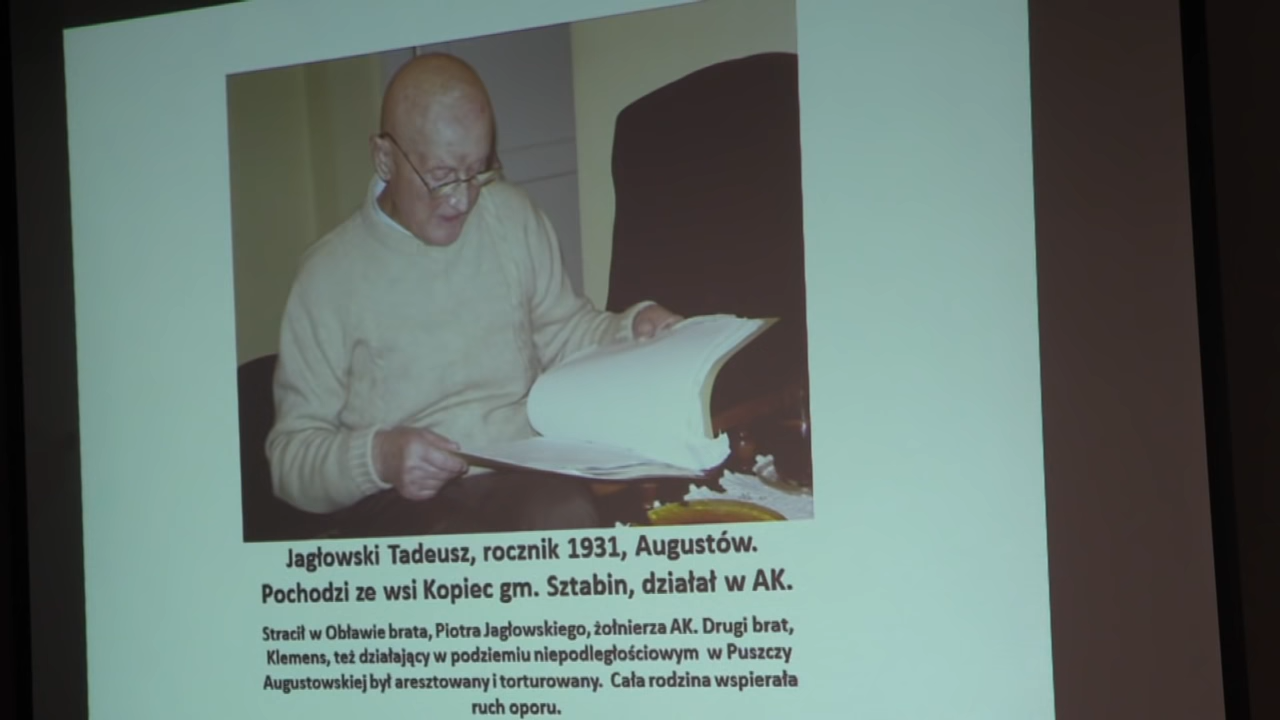 Jagłowski Tadeusz, rocznik 1931, Augustów.
Pochodzi ze wsi Kopiec gm. Sztabin, działał w AK.
Stracił w Obławie brata, Piotra Jagłowskiego, żołnierza AK. Drugi brat,
Klemens, też działający w podziemiu niepodległościowym w Puszczy
Augustowskiej był aresztowany i torturowany. Cała rodzina wspierała
ruch oporu.